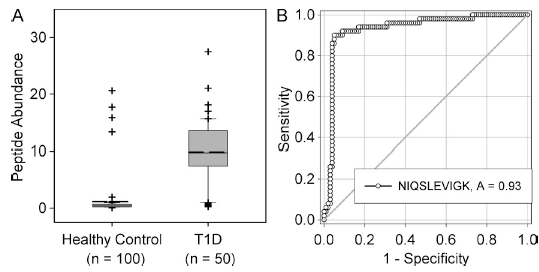 A
Peptide Abundance
30
20
10
0
Healthy Control
(n = 100)
T1D
(n = 50)
B
Sensitivity
1.0
0.8
0.6
0.4
0.2
0.0
NIQSLEVIGK, A = 0.93
0.0 0.2 0.4 0.6 0.8 1.0
1 - Specificity